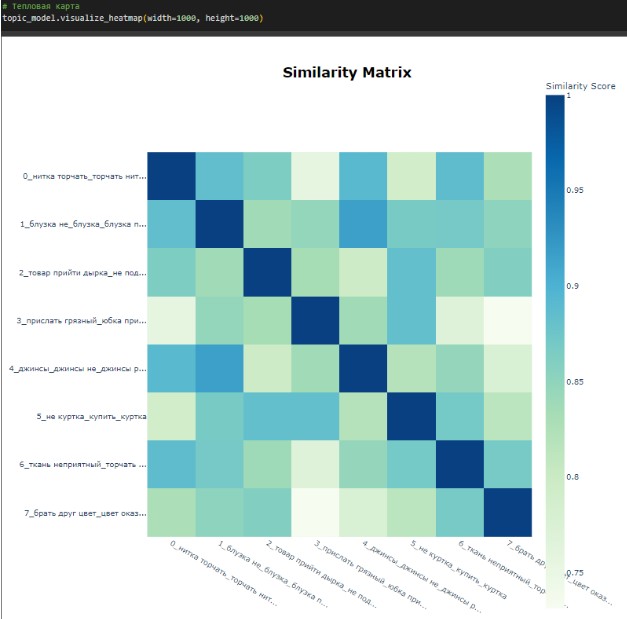 # Тепловая карта
topic_model.visualize_heatmap(width=1000, height=1000)
Similarity Matrix
Similarity Score
1
0.95
0.9
0.85
0.8
0.75
0_нитка торчать_торчать нит...
1_блузка не_блузка_блузка п...
2_товар прийти дырка_не под...
3_прислать грязный_юбка при...
4_джинсы_джинсы не_джинсы р...
5_не куртка_купить_куртка
6_ткань неприятный_торчать ...
7_брать друг цвет_цвет оказ...
0_нитка торчать_торчать нит...
1_блузка не_блузка_блузка п...
2_товар прийти дырка_не под...
3_прислать грязный_юбка при...
4_джинсы_джинсы не_джинсы р...
5_не куртка_купить_куртка
6_ткань неприятный_тор
7_брать дру
цвет оказ...